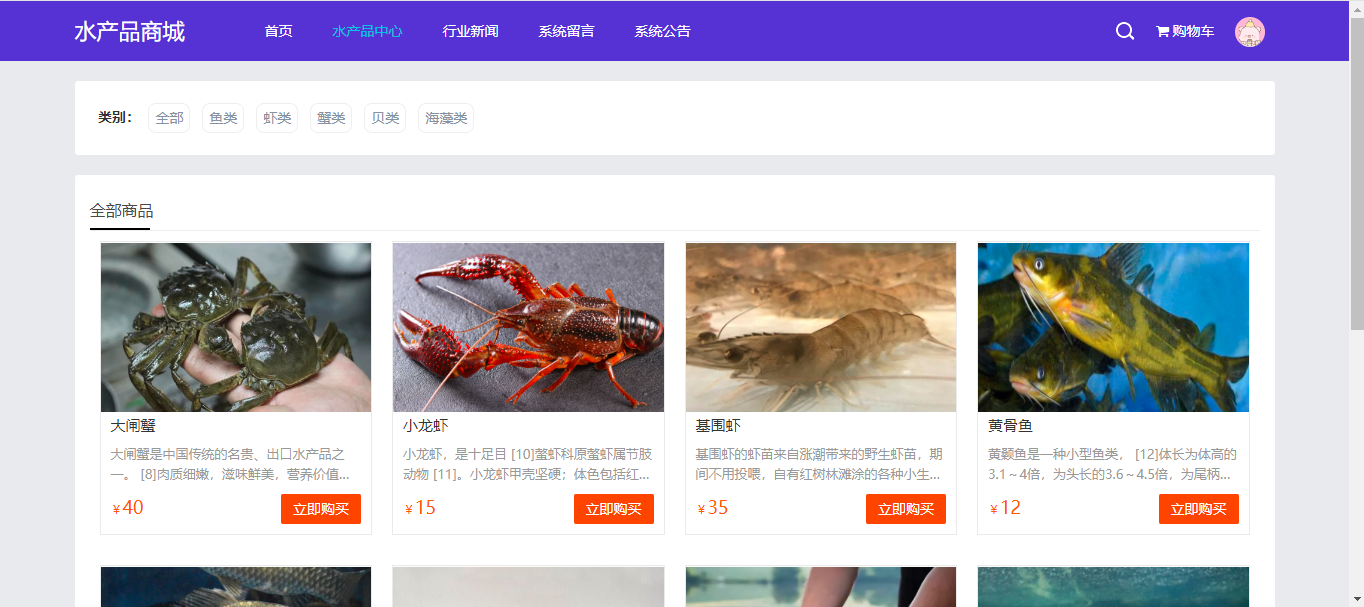 水产品商城
首页
水产品中心
行业新闻
系统留言
系统公告
购物车
类别：
全部
鱼类
虾类
蟹类
贝类
海藻类
全部商品
大闸蟹
大闸蟹是中国传统的名贵、出口水产品之
一。 [8]肉质细嫩，滋味鲜美，营养价值...
¥40
立即购买
小龙虾
小龙虾，是十足目 [10]螯虾科原螯虾属节肢
动物 [11]。小龙虾甲壳坚硬；体色包括红...
¥15
立即购买
基围虾
基围虾的虾苗来自涨潮带来的野生虾苗，期
间不用投喂，自有红树林滩涂的各种小生...
¥35
立即购买
黄骨鱼
黄颡鱼是一种小型鱼类， [12]体长为体高的
3.1～4倍，为头长的3.6～4.5倍，为尾柄...
¥12
立即购买